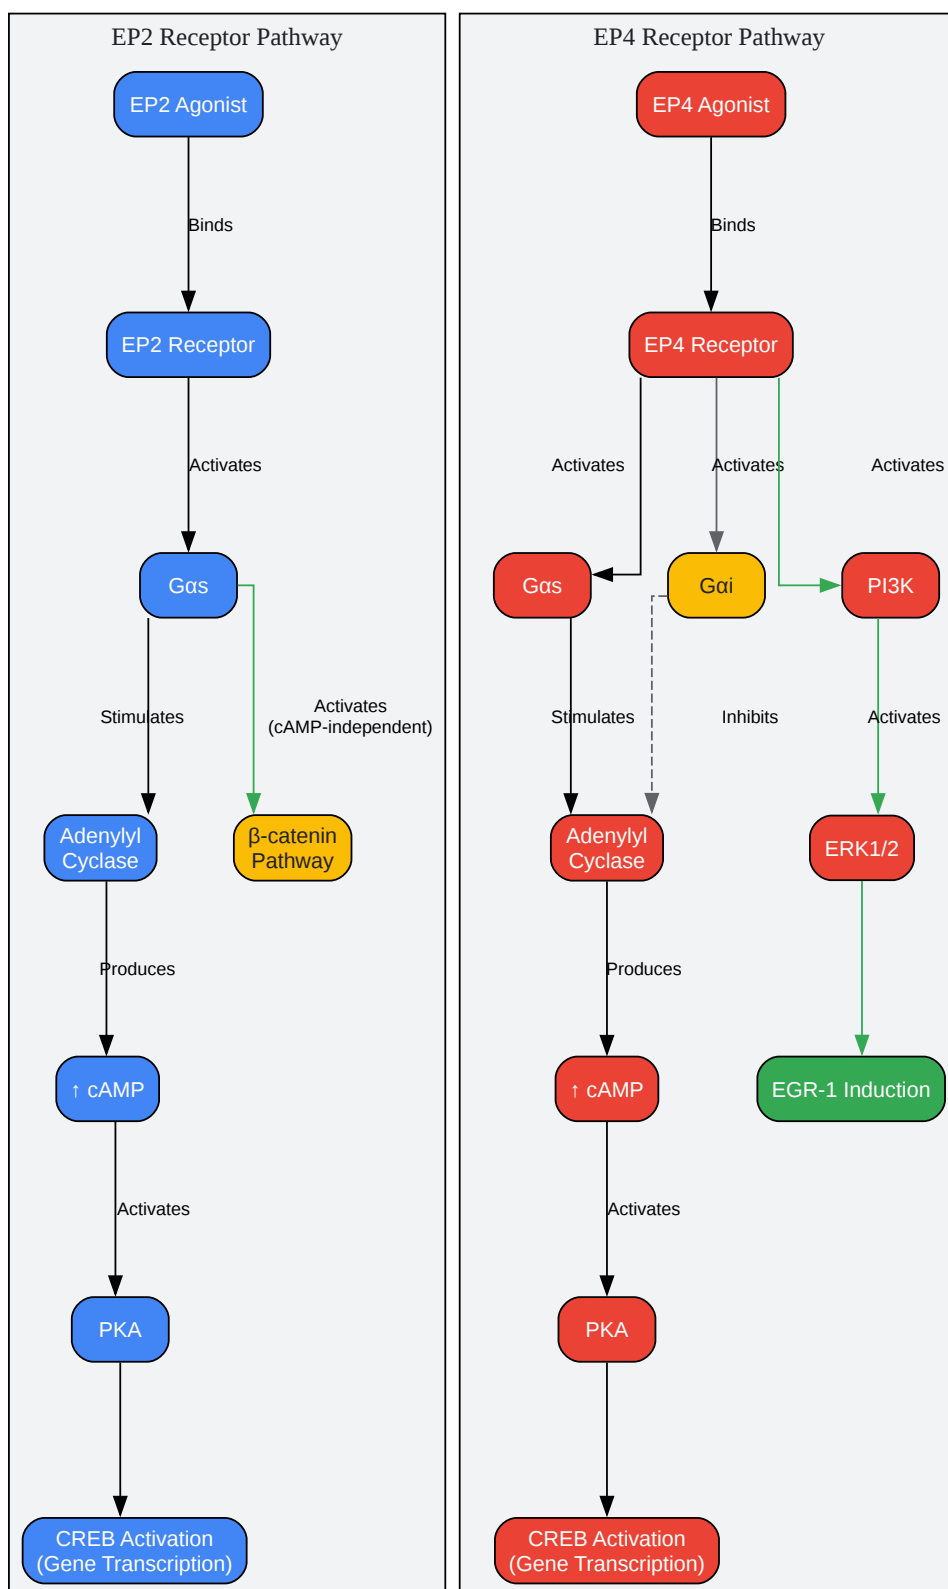 EP2 Receptor Pathway
EP2 Agonist
Binds
EP2 Receptor
Activates
Gαs
Stimulates
Activates
(cAMP-independent)
Adenylyl
Cyclase
β-catenin
Pathway
Produces
↑ cAMP
Activates
PKA
CREB Activation
(Gene Transcription)
EP4 Receptor Pathway
EP4 Agonist
Binds
EP4 Receptor
Activates
Activates
Activates
Gαs
Gαi
PI3K
Stimulates
Inhibits
Activates
Adenylyl
Cyclase
ERK1/2
Produces
↑ cAMP
EGR-1 Induction
Activates
PKA
CREB Activation
(Gene Transcription)